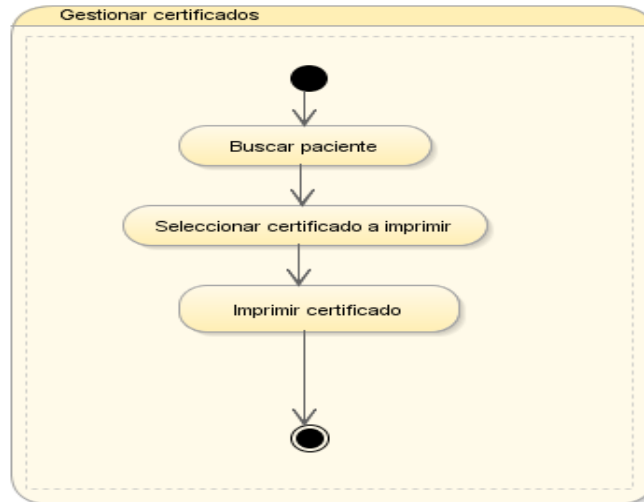 Gestionar certificados
Buscar paciente
Seleccionar certificado a imprimir
Imprimir certificado